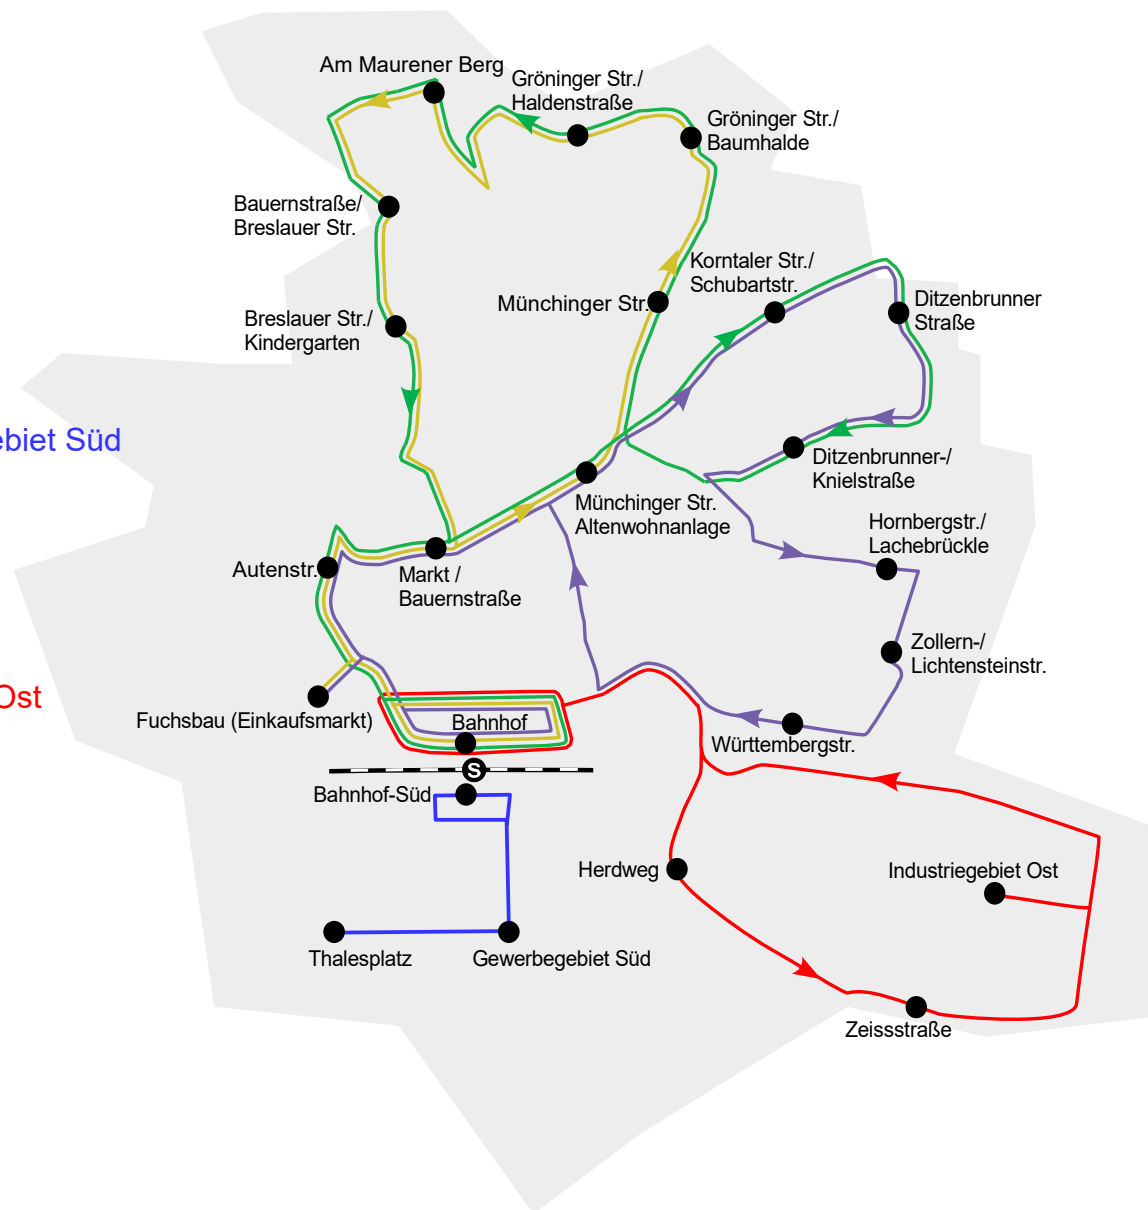 Am Maurener Berg
Gröninger Str./
Haldenstraße
Gröninger Str./
Baumhalde
Bauernstraße/
Breslauer Str.
Korntaler Str./
Schubartstr.
Münchinger Str.
Ditzenbrunner
Straße
Breslauer Str./
Kindergarten
ebiet Süd
Ditzenbrunner-/
Knielstraße
Münchinger Str.
Altenwohnanlage
Hornbergstr./
Lachebrückle
Autenstr.
Markt /
Bauernstraße
Zollern-/
Lichtensteinstr.
Ost
Fuchsbau (Einkaufsmarkt)
Bahnhof
Württembergstr.
S
Bahnhof-Süd
Herdweg
Industriegebiet Ost
Thalesplatz
Gewerbegebiet Süd
Zeissstraße